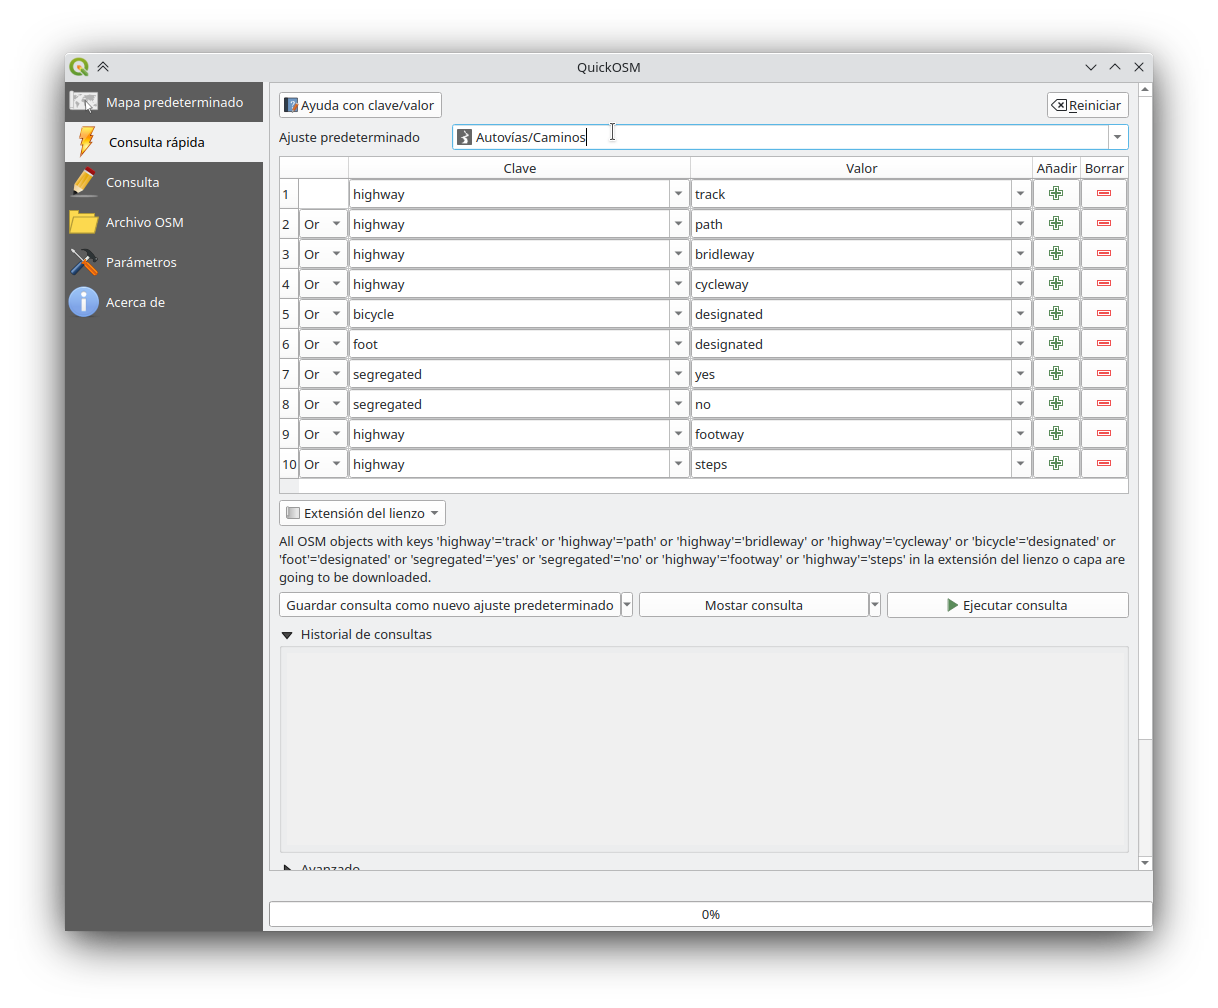 QuickOSM
Mapa predeterminado
Consulta rápida
Consulta
Archivo OSM
Parámetros
Acerca de
Ayuda con clave/valor
Reiniciar
Ajuste predeterminado Autovías/Caminos
Clave Valor Añadir Borrar
1 highway track
2 Or highway path
3 Or highway bridleway
4 Or highway cycleway
5 Or bicycle designated
6 Or foot designated
7 Or segregated yes
8 Or segregated no
9 Or highway footway
10 Or highway steps
Extensión del lienzo
All OSM objects with keys 'highway'='track' or 'highway'='path' or 'highway'='bridleway' or 'highway'='cycleway' or 'bicycle'='designated' or
'foot'='designated' or 'segregated'='yes' or 'segregated'='no' or 'highway'='footway' or 'highway'='steps' in la extensión del lienzo o capa are
going to be downloaded.
Guardar consulta como nuevo ajuste predeterminado Mostar consulta Ejecutar consulta
Historial de consultas
Avanzado
0%